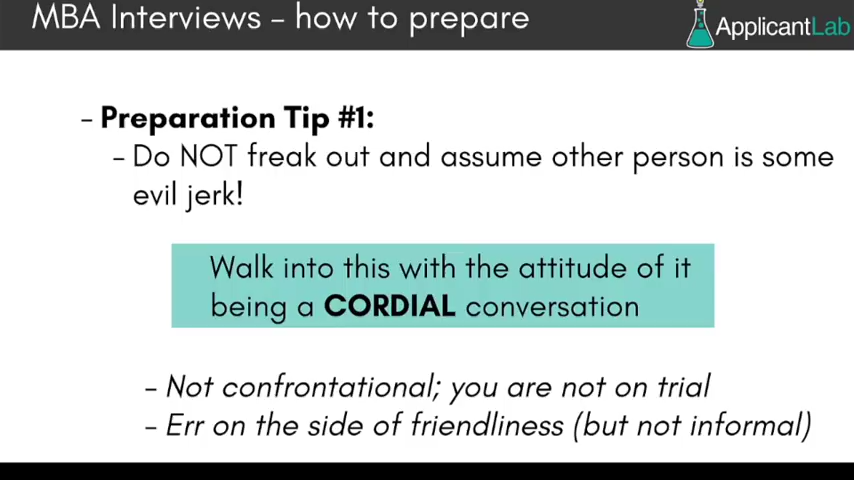 MBA Interviews – how to prepare
ApplicantLab
– Preparation Tip #1:
– Do NOT freak out and assume other person is some
evil jerk!
Walk into this with the attitude of it
being a CORDIAL conversation
– Not confrontational; you are not on trial
– Err on the side of friendliness (but not informal)